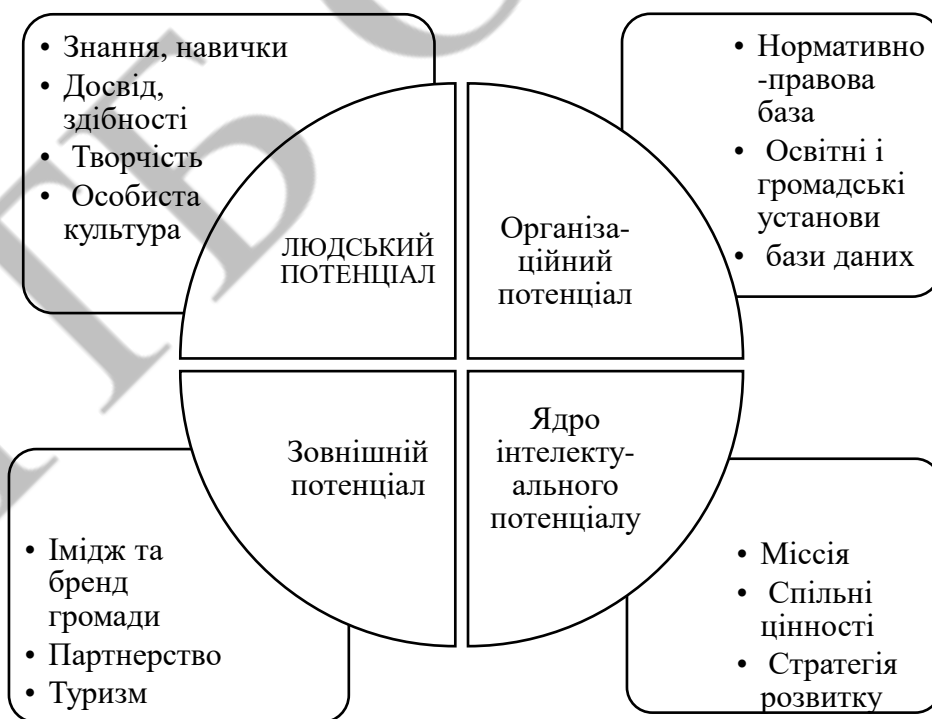 • Знання, навички
• Досвід,
здібності
• Творчість
• Особиста
культура
• Нормативно
-правова
база
• Освітні і
громадські
установи
• бази даних
ЛЮДСЬКИЙ
ПОТЕНЦІАЛ
Організа-
ційний
потенціал
Зовнішній
потенціал
Ядро
інтелекту-
ального
потенціалу
• Імідж та
бренд
громади
• Партнерство
• Туризм
• Міссія
• Спільні
цінності
• Стратегія
розвитку